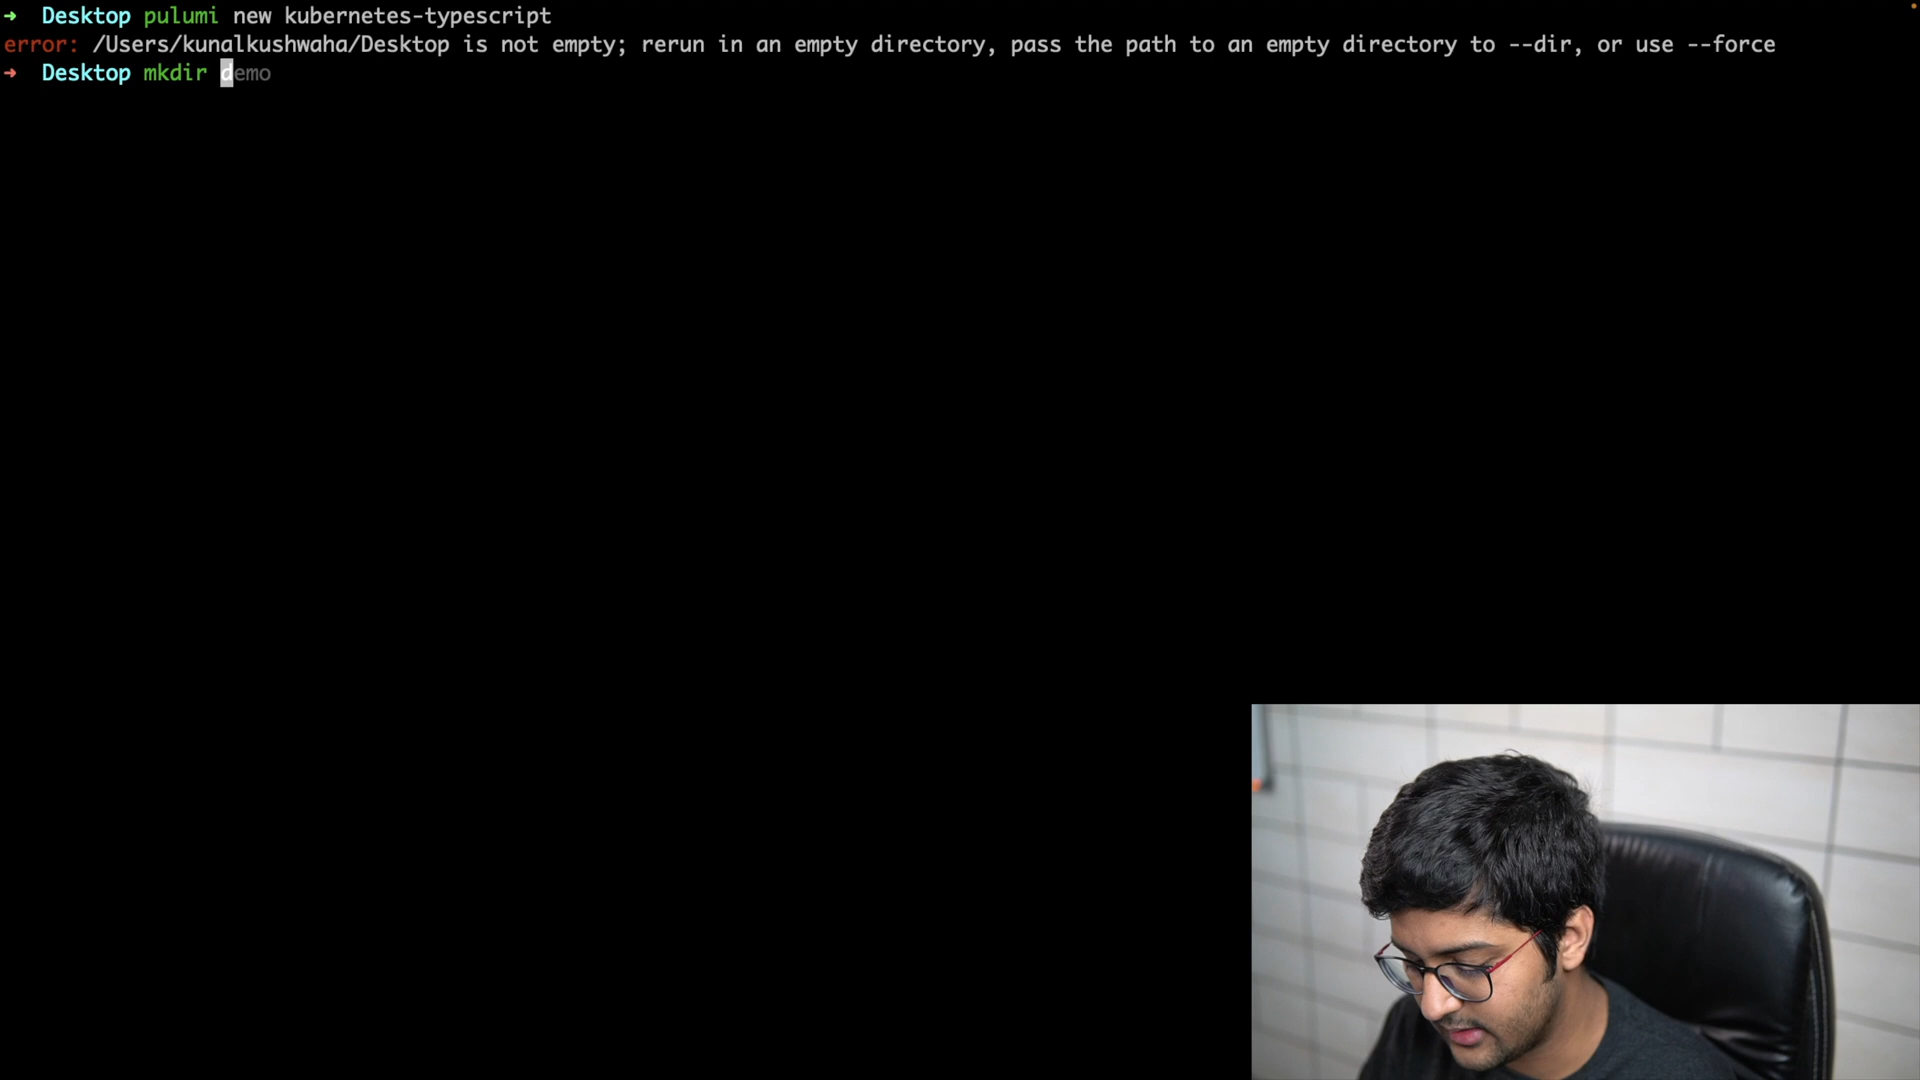 ➜ Desktop pulumi new kubernetes-typescript
error: /Users/kunalkushwaha/Desktop is not empty; rerun in an empty directory, pass the path to an empty directory to --dir, or use --force
➜ Desktop mkdir demo